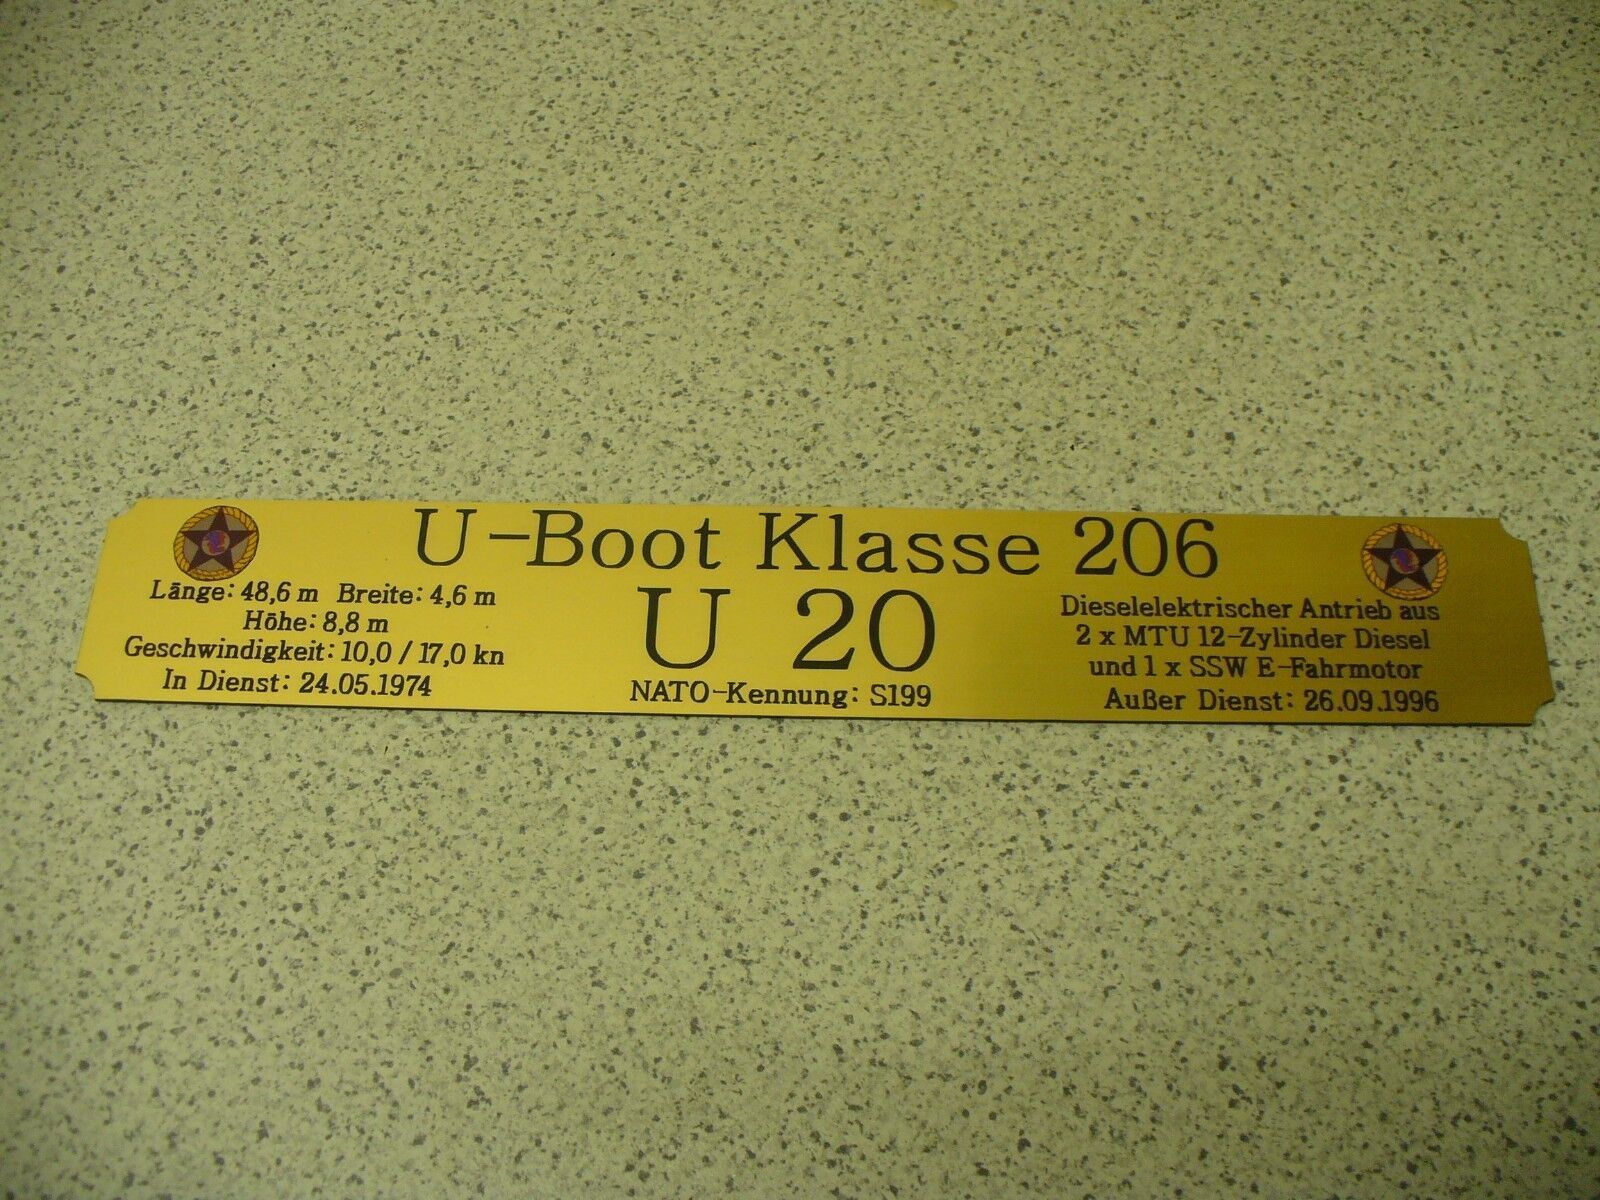 U-Boot Klasse 206
U 20
NATO-Kennung: S199
Länge: 48,6 m Breite: 4,6 m
Höhe: 8,8 m
Geschwindigkeit: 10,0 / 17,0 kn
In Dienst: 24.05.1974
Dieselelektrischer Antrieb aus
2 x MTU 12-Zylinder Diesel
und 1 x SSW E-Fahrmotor
Außer Dienst: 26.09.1996